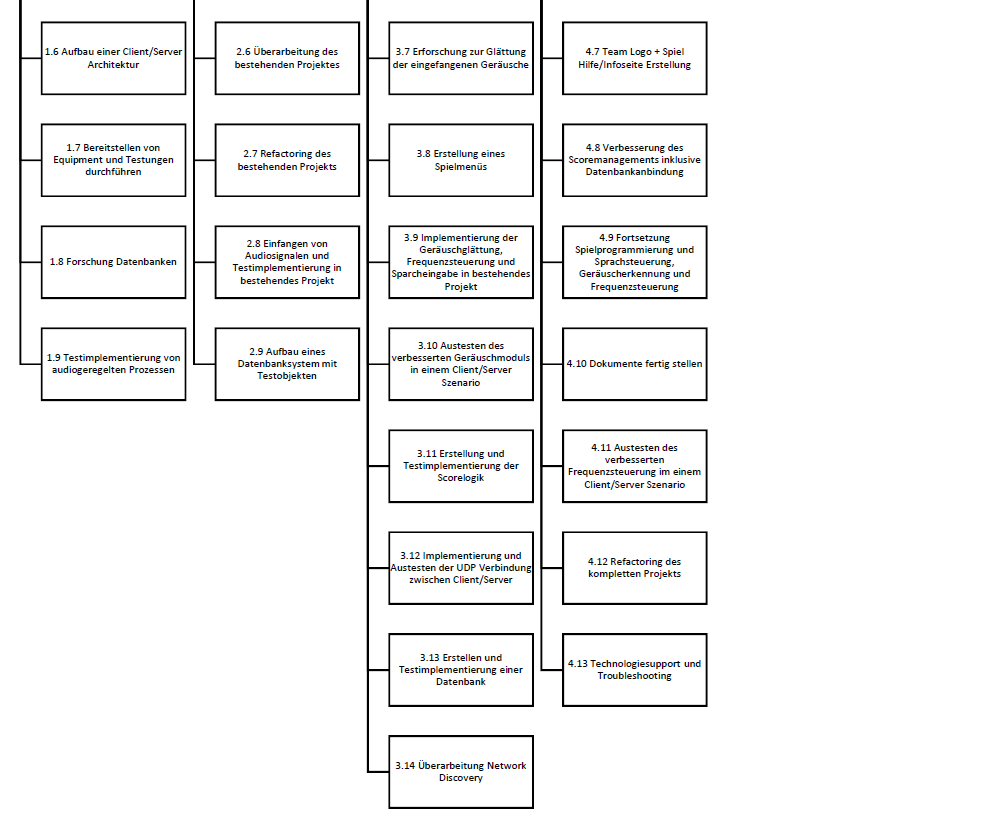 1.6 Aufbau einer Client/Server
Architektur
1.7 Bereitstellen von
Equipment und Testungen
durchführen
1.8 Forschung Datenbanken
1.9 Testimplementierung von
audiogeregelten Prozessen
2.6 Überarbeitung des
bestehenden Projektes
2.7 Refactoring des
bestehenden Projekts
2.8 Einfangen von
Audiosignalen und
Testimplementierung in
bestehendes Projekt
2.9 Aufbau eines
Datenbanksystem mit
Testobjekten
3.7 Erforschung zur Glättung
der eingefangenen Geräusche
3.8 Erstellung eines
Spielmenüs
3.9 Implementierung der
Geräuschglättung,
Frequenzsteuerung und
Sparcheingabe in bestehendes
Projekt
3.10 Austesten des
verbesserten Geräuschmoduls
in einem Client/Server
Szenario
3.11 Erstellung und
Testimplementierung der
Scorelogik
3.12 Implementierung und
Austesten der UDP Verbindung
zwischen Client/Server
3.13 Erstellen und
Testimplementierung einer
Datenbank
3.14 Überarbeitung Network
Discovery
4.7 Team Logo + Spiel
Hilfe/Infoseite Erstellung
4.8 Verbesserung des
Scoremanagements inklusive
Datenbankanbindung
4.9 Fortsetzung
Spielprogrammierung und
Sprachsteuerung,
Geräuscherkennung und
Frequenzsteuerung
4.10 Dokumente fertig stellen
4.11 Austesten des
verbesserten
Frequenzsteuerung im einem
Client/Server Szenario
4.12 Refactoring des
kompletten Projekts
4.13 Technologiesupport und
Troubleshooting